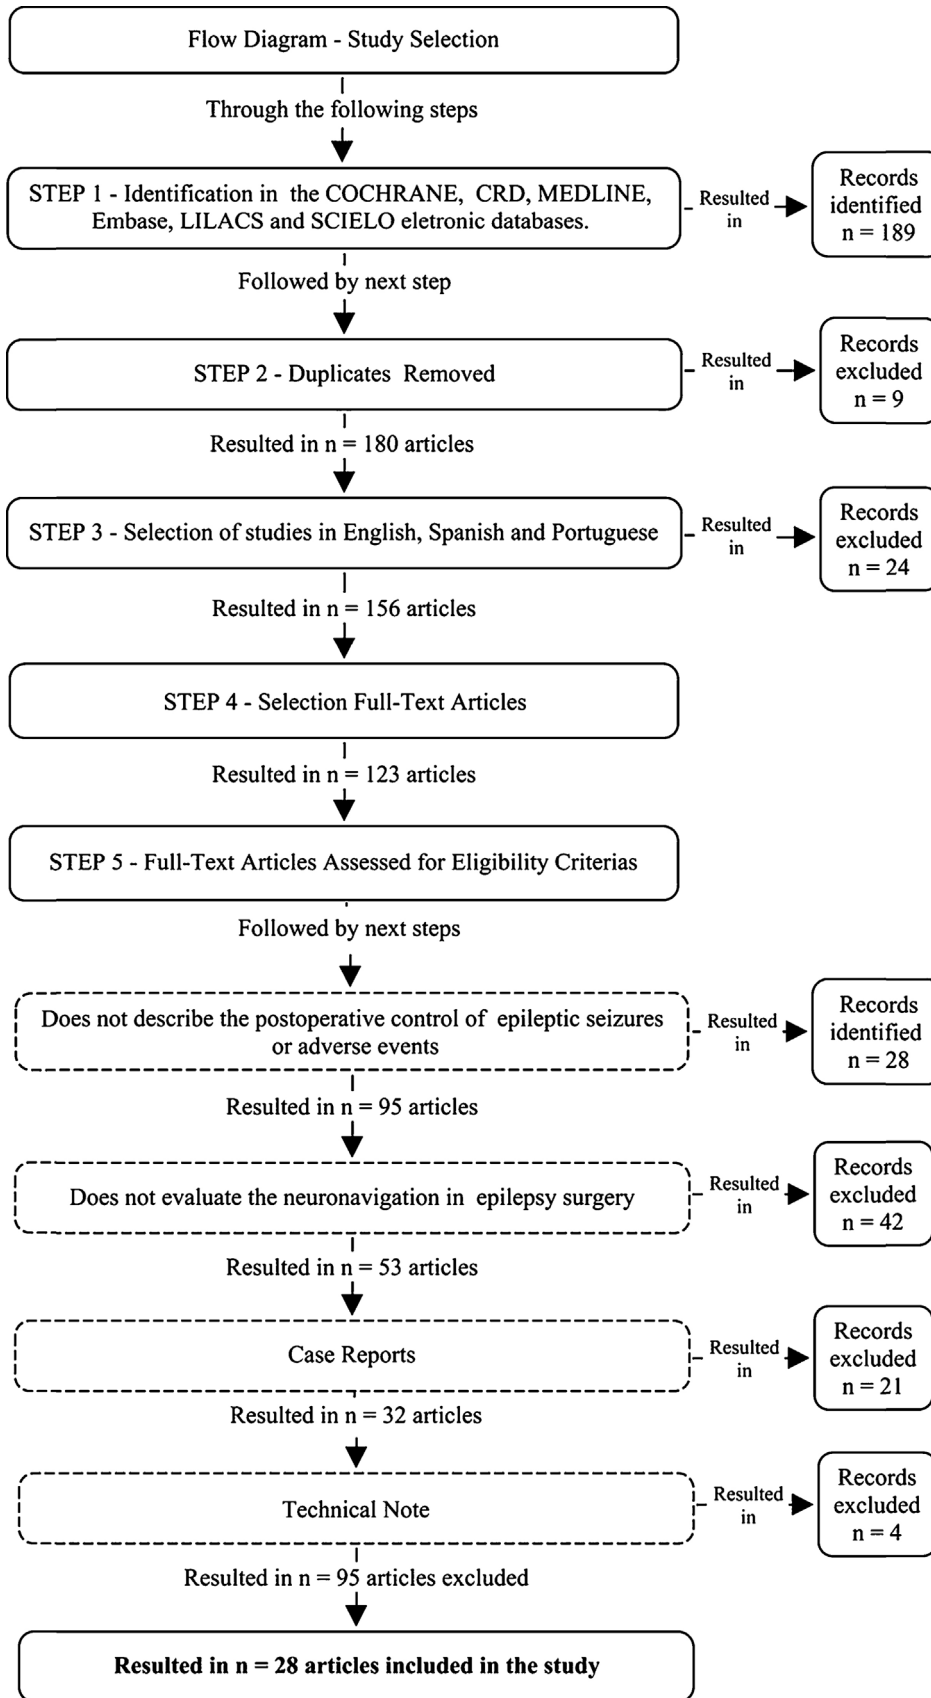 Flow Diagram - Study Selection
Through the following steps
STEP 1 - Identification in the COCHRANE, CRD, MEDLINE,
Embase, LILACS and SCIELO eletronic databases.
Resulted
in
Records
identified
n = 189
Followed by next step
STEP 2 - Duplicates Removed
Resulted
in
Records
excluded
n = 9
Resulted in n = 180 articles
STEP 3 - Selection of studies in English, Spanish and Portuguese
Resulted
in
Records
excluded
n = 24
Resulted in n = 156 articles
STEP 4 - Selection Full-Text Articles
Resulted in n = 123 articles
STEP 5 - Full-Text Articles Assessed for Eligibility Criterias
Followed by next steps
Does not describe the postoperative control of epileptic seizures
or adverse events
Resulted
in
Records
identified
n = 28
Resulted in n = 95 articles
Does not evaluate the neuronavigation in epilepsy surgery
Resulted
in
Records
excluded
n = 42
Resulted in n = 53 articles
Case Reports
Resulted
in
Records
excluded
n = 21
Resulted in n = 32 articles
Technical Note
Resulted
in
Records
excluded
n = 4
Resulted in n = 95 articles excluded
Resulted in n = 28 articles included in the study